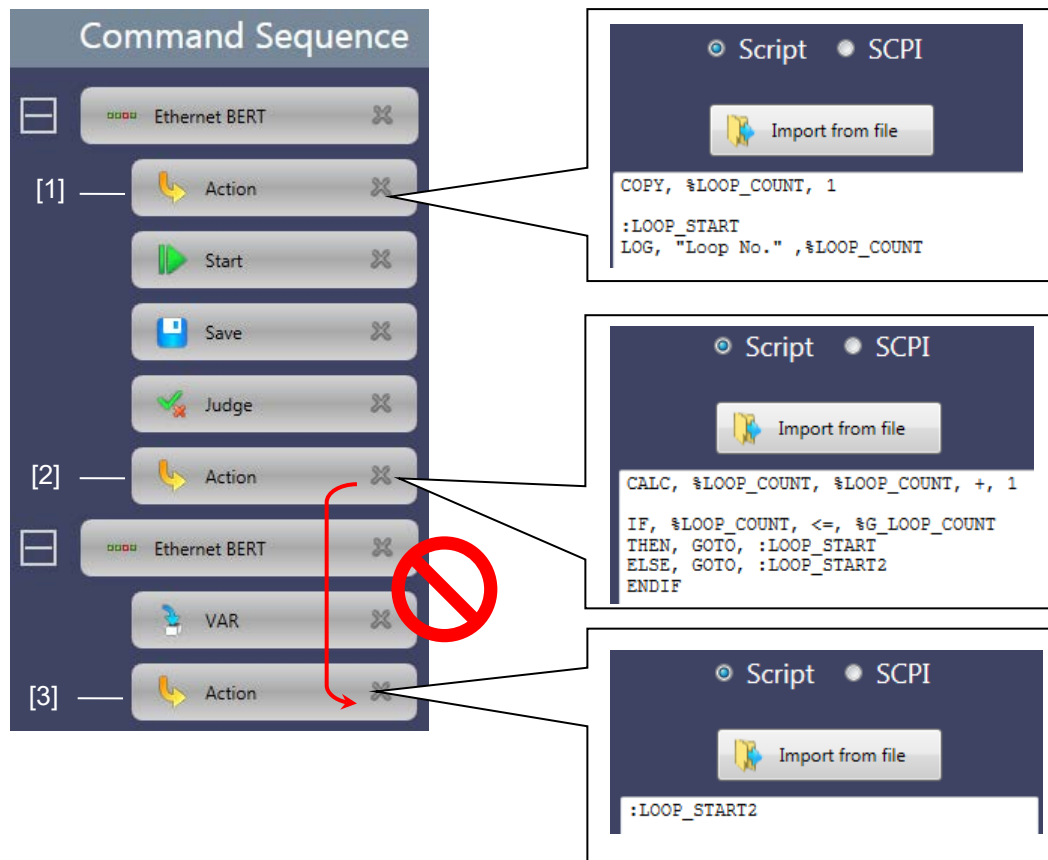 Command Sequence
Ethernet BERT
[1]
Action
Start
Save
Judge
[2]
Action
Ethernet BERT
VAR
[3]
Action
Script
SCPI
Import from file
COPY, %LOOP_COUNT, 1
:LOOP_START
LOG, "Loop No." ,%LOOP_COUNT
Script
SCPI
Import from file
CALC, %LOOP_COUNT, %LOOP_COUNT, +, 1
IF, %LOOP_COUNT, <=, %G_LOOP_COUNT
THEN, GOTO, :LOOP_START
ELSE, GOTO, :LOOP_START2
ENDIF
Script
SCPI
Import from file
:LOOP_START2